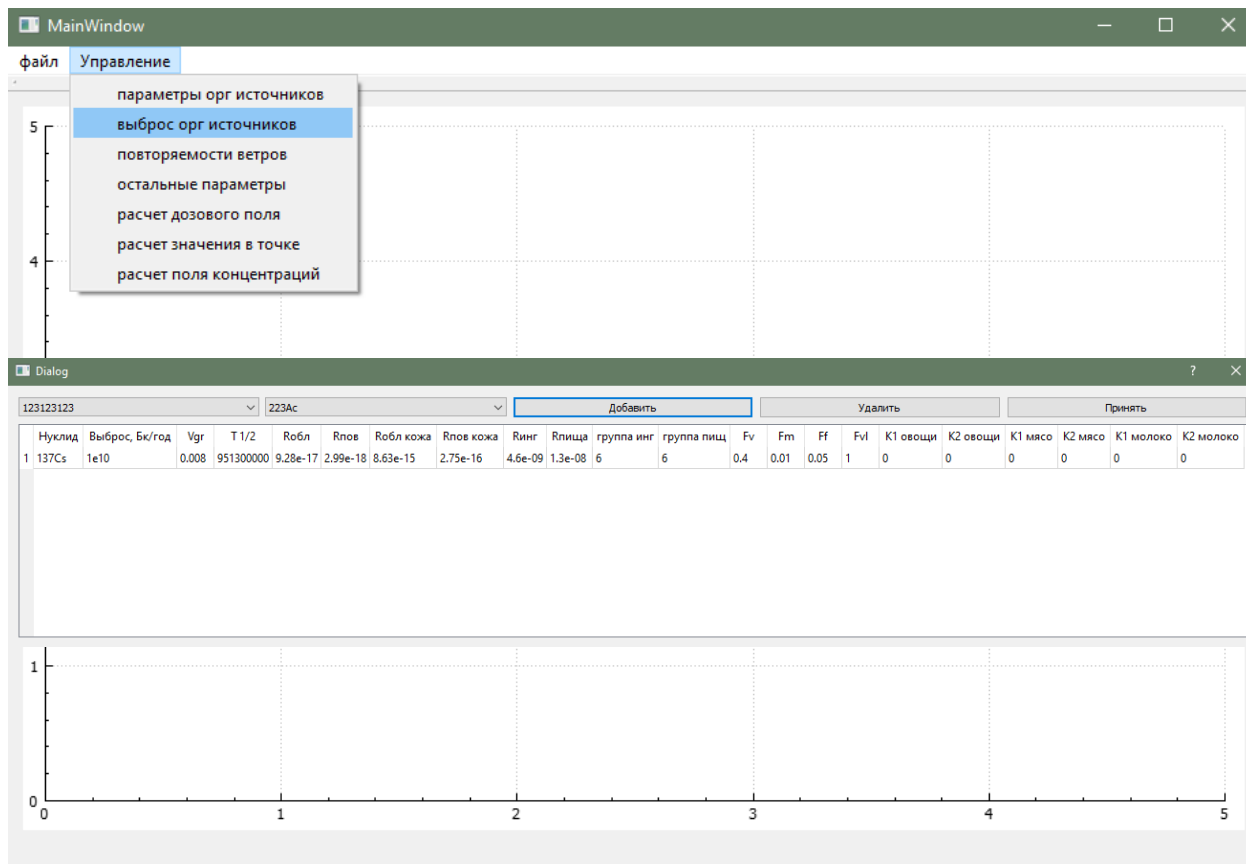 MainWindow
файл Управление
параметры орг источников
выброс орг источников
повторяемости ветров
остальные параметры
расчет дозового поля
расчет значения в точке
расчет поля концентраций
5
4
Dialog ?
123123123 223Ac Добавить Удалить Принять
Нуклид Выброс, Бк/год Vgr T 1/2 Rобл Rпов Rобл кожа Rпов кожа Rинг Rпища группа инг группа пищ Fv Fm Ff Fvl K1 овощи K2 овощи K1 мясо K2 мясо K1 молоко K2 молоко
1 137Cs 1e10 0.008 951300000 9.28e-17 2.99e-18 8.63e-15 2.75e-16 4.6e-09 1.3e-08 6 6 0.4 0.01 0.05 1 0 0 0 0 0 0
1
0
0 1 2 3 4 5